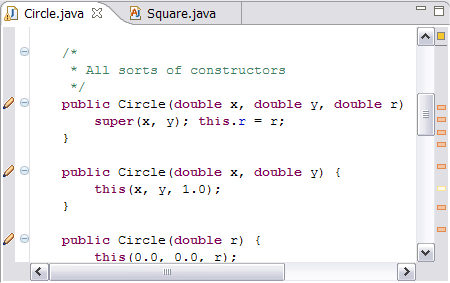 Circle.java
Square.java
/*
* All sorts of constructors
*/
public Circle(double x, double y, double r)
super(x, y); this.r = r;
}
public Circle(double x, double y) {
this(x, y, 1.0);
}
public Circle(double r) {
this(0.0, 0.0, r);